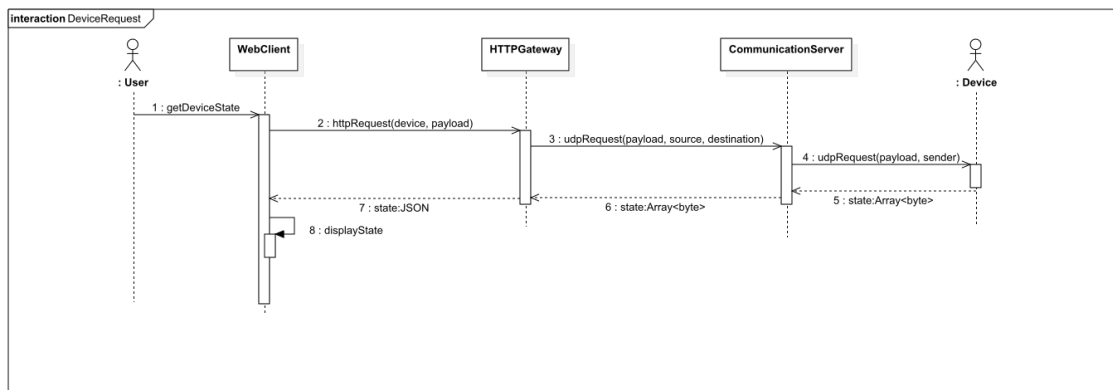 interaction DeviceRequest
WebClient
HTTPGateway
CommunicationServer
: User
: Device
1 : getDeviceState
2 : httpRequest(device, payload)
3 : udpRequest(payload, source, destination)
4 : udpRequest(payload, sender)
5 : state:Array<byte>
6 : state:Array<byte>
7 : state:JSON
8 : displayState